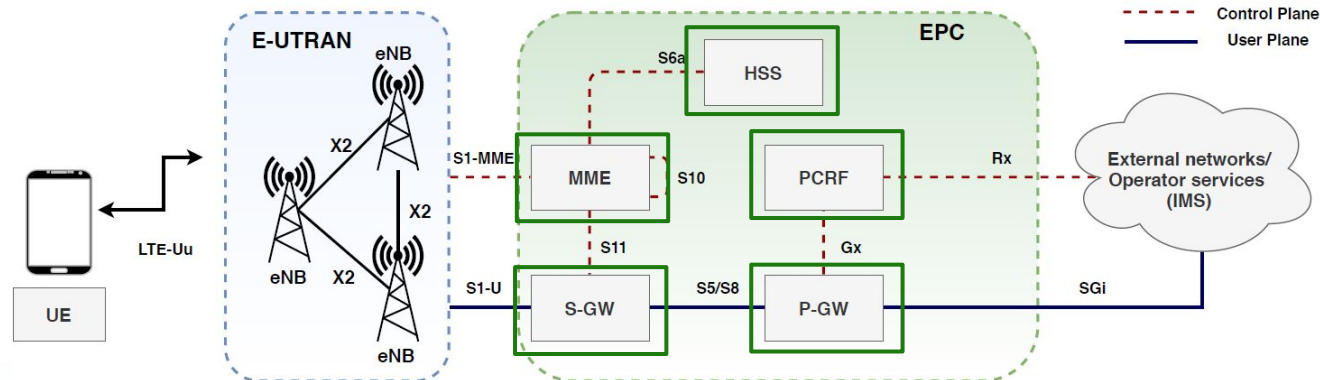 E-UTRAN
EPC
Control Plane
User Plane
eNB
S6a
HSS
X2
S1-MME
MME
S10
PCRF
Rx
External networks/
Operator services
(IMS)
X2
LTE-Uu
eNB
X2
S11
Gx
UE
S1-U
S-GW
S5/S8
P-GW
SGi
eNB